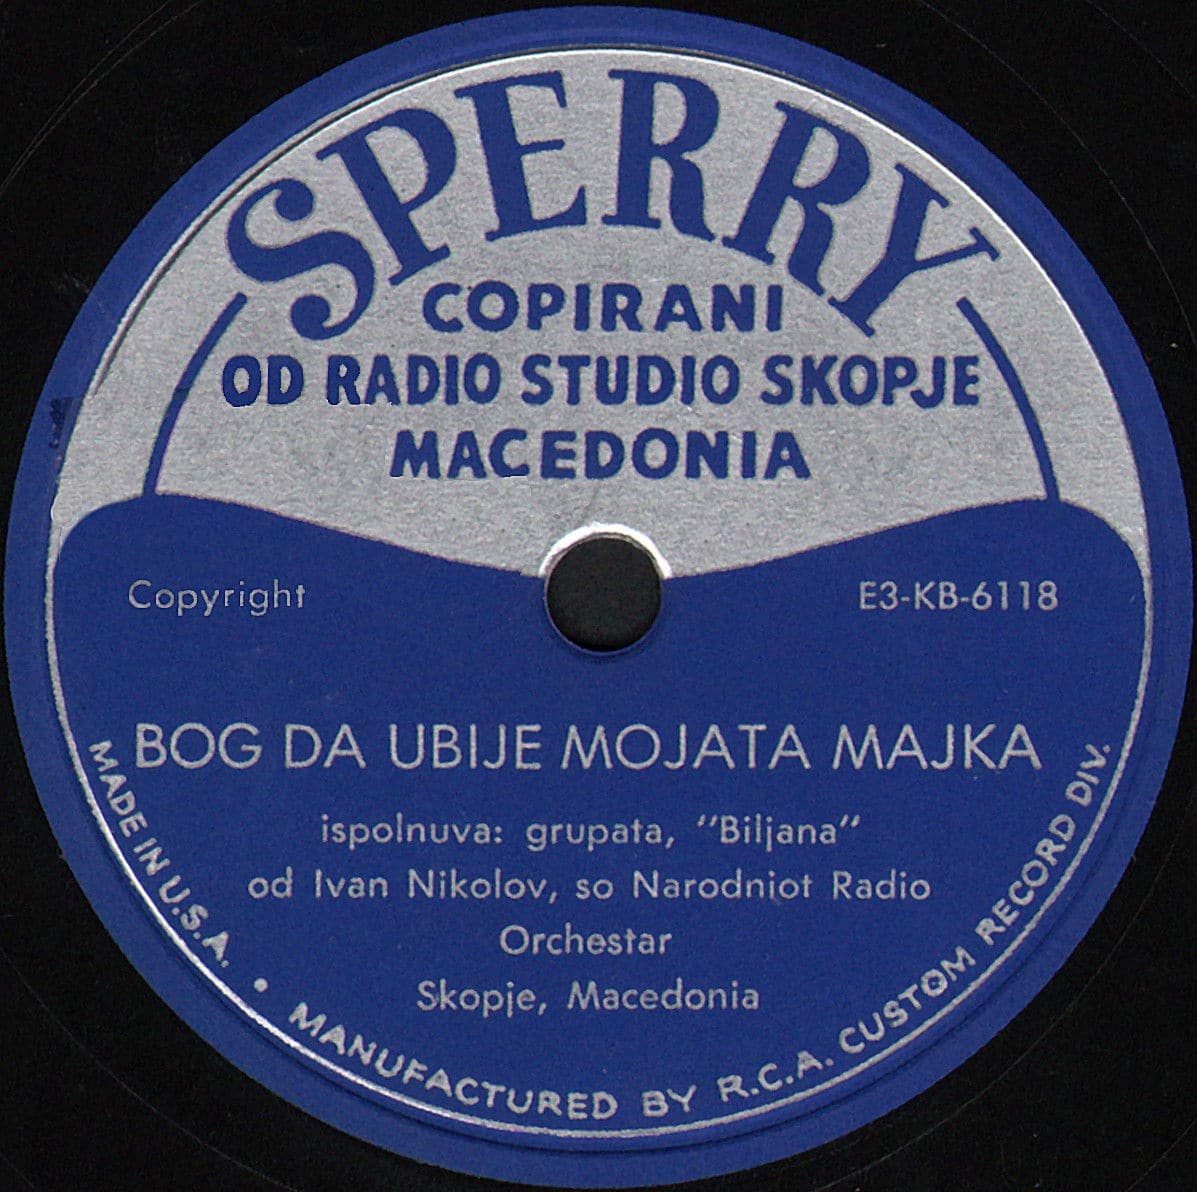 SPERRY
COPIRANI
OD RADIO STUDIO SKOPJE
MACEDONIA
Copyright
E3-KB-6118
BOG DA UBIJE MOJATA MAJKA
ispolnuva: grupata, "Biljana"
od Ivan Nikolov, so Narodniot Radio
Orchestar
Skopje, Macedonia
MADE IN U.S.A. • MANUFACTURED BY R.C.A. CUSTOM RECORD DIV.